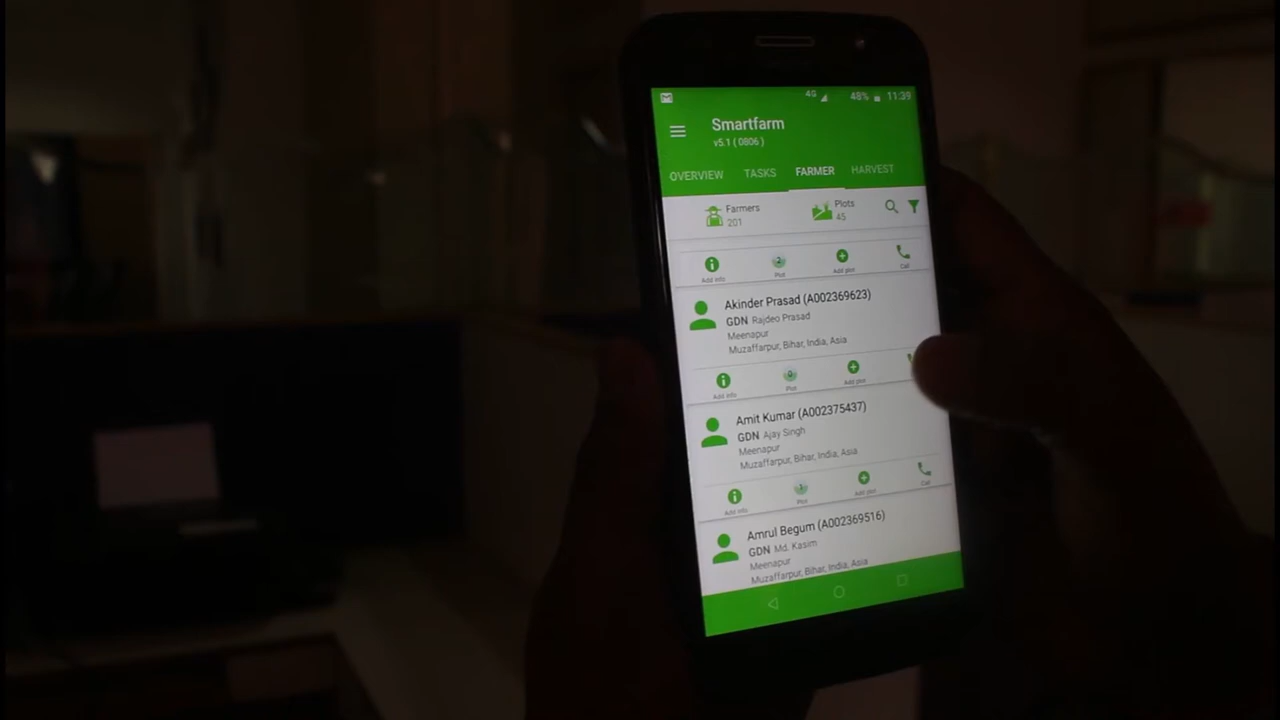 4G 48% 11:39
Smartfarm
v5.1 ( 0806 )
OVERVIEW TASKS FARMER HARVEST
Farmers Plots
201 45
2
Add info Plot Add plot Call
Akinder Prasad (A002369623)
GDN Rajdeo Prasad
Meenapur
Muzaffarpur, Bihar, India, Asia
0
Add info Plot Add plot
Amit Kumar (A002375437)
GDN Ajay Singh
Meenapur
Muzaffarpur, Bihar, India, Asia
Add info Plot Add plot Call
Amrul Begum (A002369516)
GDN Md. Kasim
Meenapur
Muzaffarpur, Bihar, India, Asia